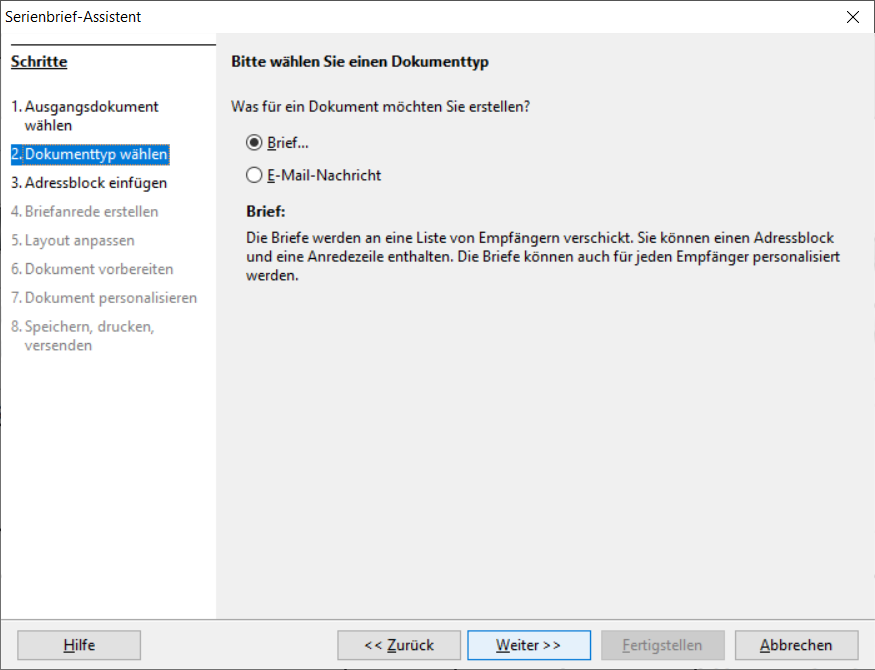 Serienbrief-Assistent
Schritte
1. Ausgangsdokument
wählen
2. Dokumenttyp wählen
3. Adressblock einfügen
4. Briefanrede erstellen
5. Layout anpassen
6. Dokument vorbereiten
7. Dokument personalisieren
8. Speichern, drucken,
versenden
Bitte wählen Sie einen Dokumenttyp
Was für ein Dokument möchten Sie erstellen?
Brief...
E-Mail-Nachricht
Brief:
Die Briefe werden an eine Liste von Empfängern verschickt. Sie können einen Adressblock
und eine Anredezeile enthalten. Die Briefe können auch für jeden Empfänger personalisiert
werden.
Hilfe
<< Zurück
Weiter >>
Fertigstellen
Abbrechen